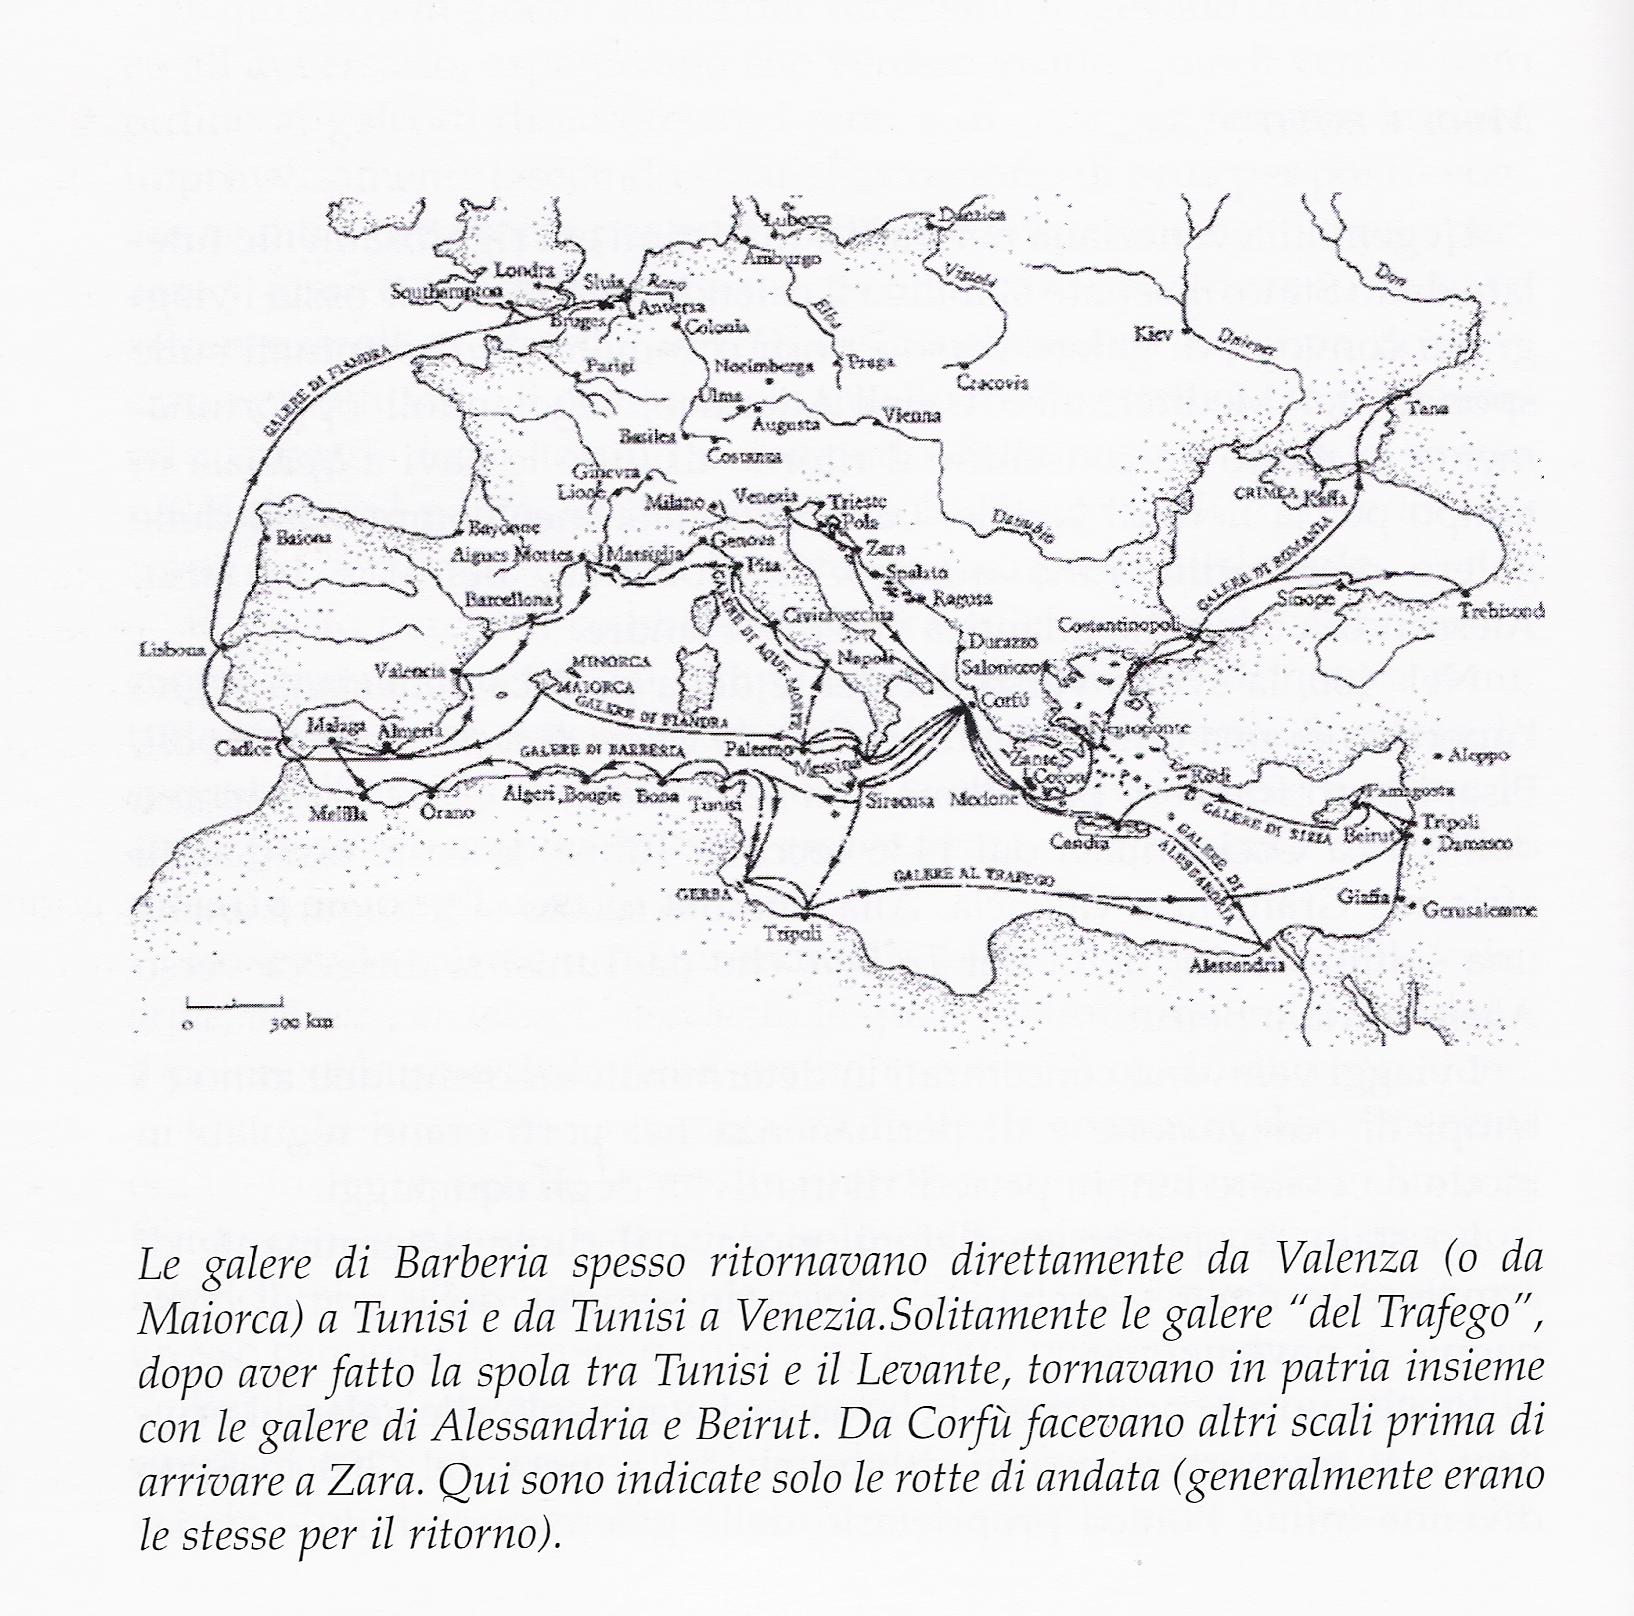 Lubecca
Danzica
Amburgo
Londra
Sluis
Reno
Vistola
Don
Southampton
Anversa
Bruges
Colonia
Elba
Kiev
Dnieper
GALERE DI FIANDRA
Parigi
Norimberga
Praga
Cracovia
Ulma
Augusta
Vienna
Tana
Basilea
Costanza
Ginevra
Lione
Milano
Venezia
Trieste
Pola
CRIMEA
Kaffa
Danubio
Baiona
Bayonne
Genova
Zara
Aigues Mortes
Marsiglia
Pisa
Spalato
GALERE DI ROMANIA
Barcellona
Ragusa
Sinope
Trebisond
Civitavecchia
Costantinopoli
Lisbona
GALERE DI AQUE MORTE
Durazzo
Valencia
MINORCA
Napoli
Salonicco
MAIORCA
Corfú
GALERE DI FIANDRA
Malaga
Almeria
Negroponte
Cadice
GALERE DI BARBERIA
Palermo
Messina
Zante
Aleppo
Coron
Rodi
Algeri
Bougie
Bona
Tunisi
Siracusa
Modone
Famagosta
Melilla
Orano
GALERE DI SIRIA
Beirut
Tripoli
Candia
Damasco
GALERE DI ALESSANDRIA
GERBA
GALERE AL TRAFEGO
Giaffa
Gerusalemme
Tripoli
Alessandria
0 300 km
Le galere di Barberia spesso ritornavano direttamente da Valenza (o da
Maiorca) a Tunisi e da Tunisi a Venezia.Solitamente le galere “del Trafego”,
dopo aver fatto la spola tra Tunisi e il Levante, tornavano in patria insieme
con le galere di Alessandria e Beirut. Da Corfù facevano altri scali prima di
arrivare a Zara. Qui sono indicate solo le rotte di andata (generalmente erano
le stesse per il ritorno).